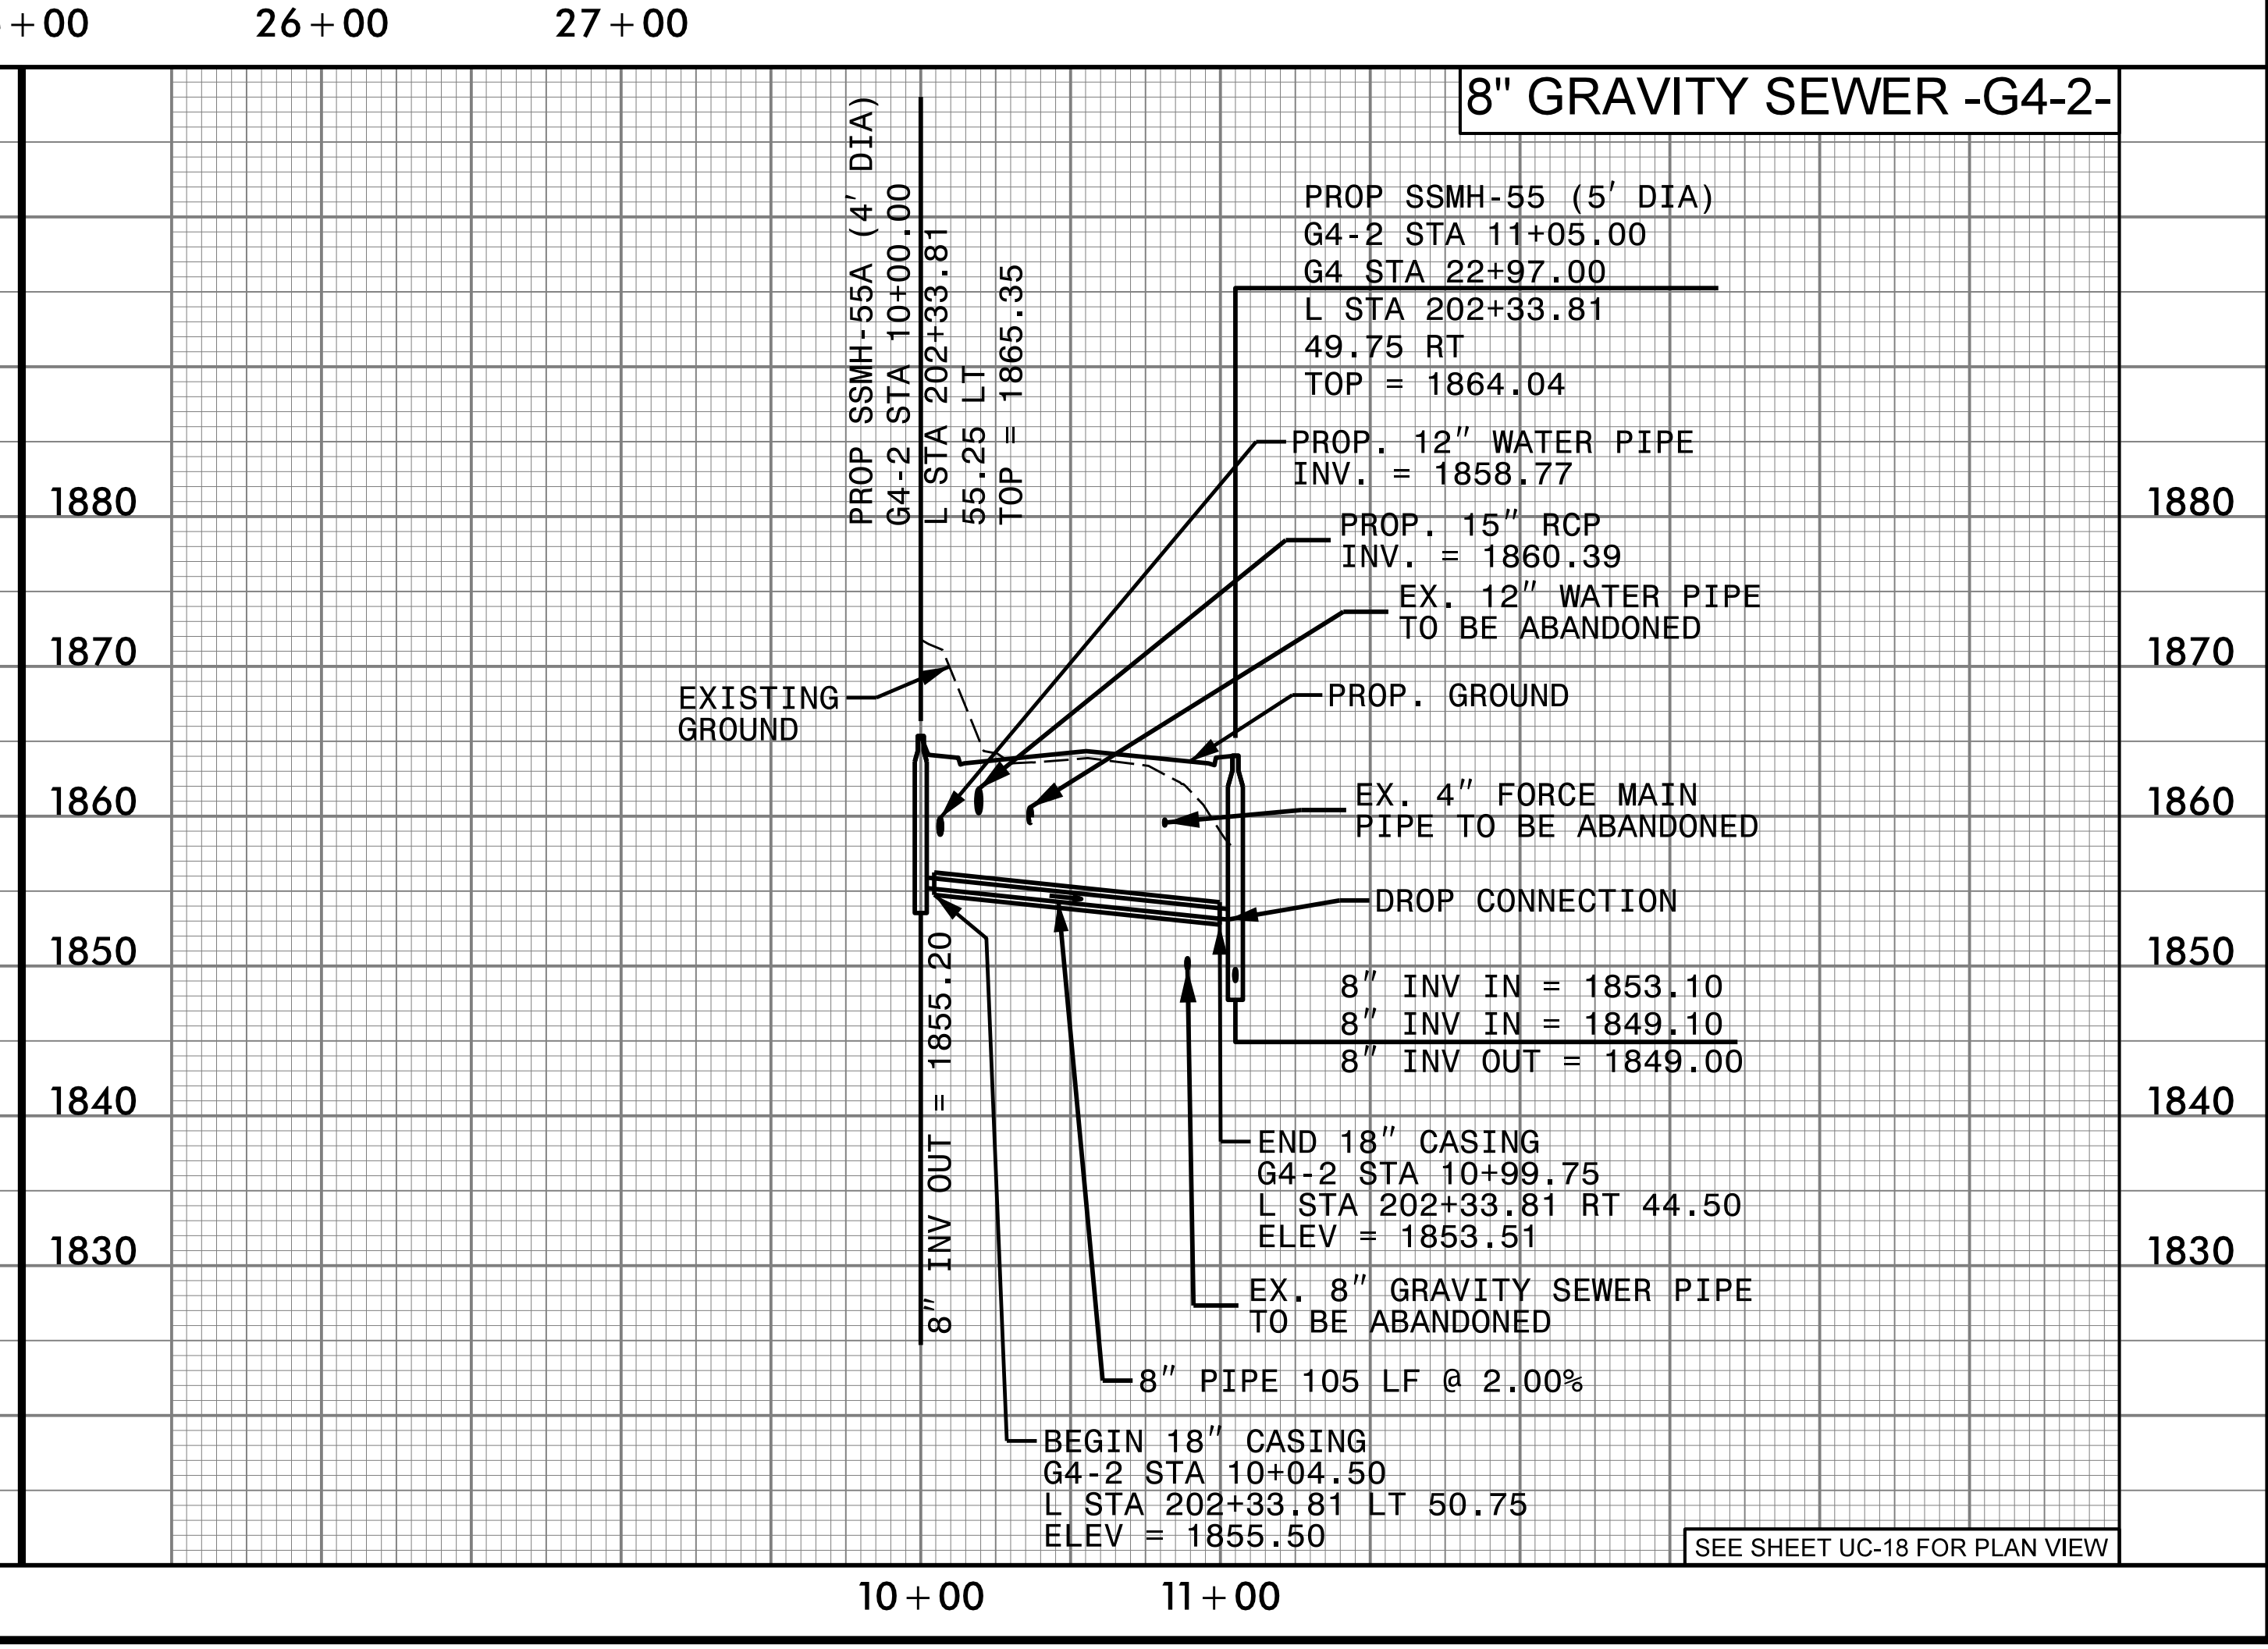 +00
26+00
27+00
8" GRAVITY SEWER -G4-2-
PROP SSMH-55A (4' DIA)
G4-2 STA 10+00.00
L STA 202+33.81
55.25 LT
TOP = 1865.35
PROP SSMH-55 (5' DIA)
G4-2 STA 11+05.00
G4 STA 22+97.00
L STA 202+33.81
49.75 RT
TOP = 1864.04
PROP. 12" WATER PIPE
INV. = 1858.77
PROP. 15" RCP
INV. = 1860.39
EX. 12" WATER PIPE
TO BE ABANDONED
PROP. GROUND
EXISTING
GROUND
EX. 4" FORCE MAIN
PIPE TO BE ABANDONED
DROP CONNECTION
8" INV IN = 1853.10
8" INV IN = 1849.10
8" INV OUT = 1849.00
8" INV OUT = 1855.20
END 18" CASING
G4-2 STA 10+99.75
L STA 202+33.81 RT 44.50
ELEV = 1853.51
EX. 8" GRAVITY SEWER PIPE
TO BE ABANDONED
8" PIPE 105 LF @ 2.00%
BEGIN 18" CASING
G4-2 STA 10+04.50
L STA 202+33.81 LT 50.75
ELEV = 1855.50
SEE SHEET UC-18 FOR PLAN VIEW
1880
1870
1860
1850
1840
1830
1880
1870
1860
1850
1840
1830
10+00
11+00